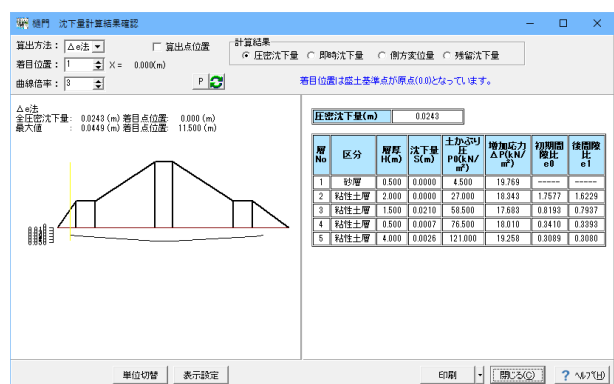 樋門 沈下量計算結果確認
算出方法： △e法 □ 算出点位置
着目位置： 1 X = 0.000(m)
曲線倍率： 3 P
計算結果
圧密沈下量 即時沈下量 側方変位量 残留沈下量
着目位置は盛土基準点が原点(0.0)となっています。
△e法
全圧密沈下量： 0.0243 (m) 着目点位置: 0.000 (m)
最大値 : 0.0449 (m) 着目点位置: 11.500 (m)
圧密沈下量(m) 0.0243
層No 区分 層厚H(m) 沈下量S(m) 土かぶり圧P0(kN/㎡) 増加応力ΔP(kN/㎡) 初期間隙比e0 後間隙比e1
1 砂層 0.500 0.0000 4.500 19.769 ----- -----
2 粘性土層 2.000 0.0000 27.000 18.343 1.7577 1.6229
3 粘性土層 1.500 0.0210 58.500 17.683 0.8193 0.7937
4 粘性土層 0.500 0.0007 76.500 18.010 0.3410 0.3393
5 粘性土層 4.000 0.0026 121.000 19.258 0.3089 0.3080
単位切替 表示設定 印刷 閉じる(C) ? ヘルプ(H)